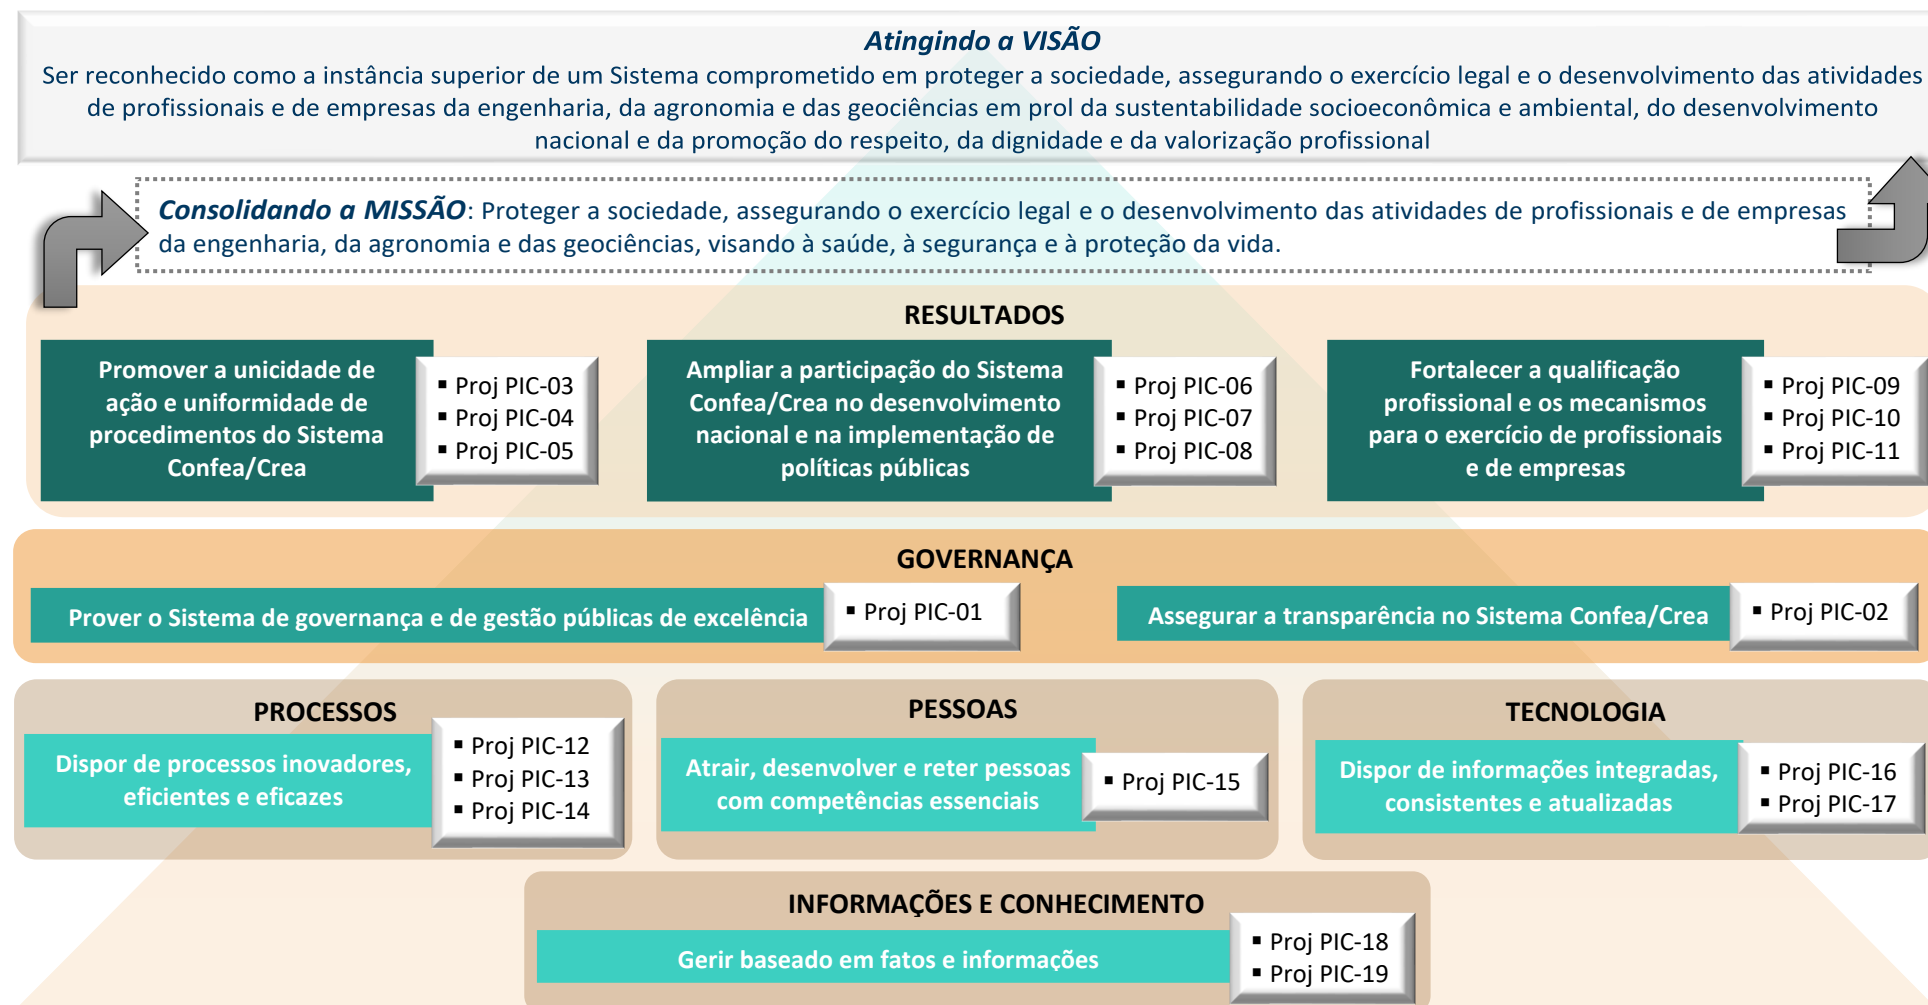 Atingindo a VISÃO
Ser reconhecido como a instância superior de um Sistema comprometido em proteger a sociedade, assegurando o exercício legal e o desenvolvimento das atividades
de profissionais e de empresas da engenharia, da agronomia e das geociências em prol da sustentabilidade socioeconômica e ambiental, do desenvolvimento
nacional e da promoção do respeito, da dignidade e da valorização profissional
Consolidando a MISSÃO: Proteger a sociedade, assegurando o exercício legal e o desenvolvimento das atividades de profissionais e de empresas
da engenharia, da agronomia e das geociências, visando à saúde, à segurança e à proteção da vida.
RESULTADOS
Promover a unicidade de
ação e uniformidade de
procedimentos do Sistema
Confea/Crea
▪ Proj PIC-03
▪ Proj PIC-04
▪ Proj PIC-05
Ampliar a participação do Sistema
Confea/Crea no desenvolvimento
nacional e na implementação de
políticas públicas
▪ Proj PIC-06
▪ Proj PIC-07
▪ Proj PIC-08
Fortalecer a qualificação
profissional e os mecanismos
para o exercício de profissionais
e de empresas
▪ Proj PIC-09
▪ Proj PIC-10
▪ Proj PIC-11
GOVERNANÇA
Prover o Sistema de governança e de gestão públicas de excelência
▪ Proj PIC-01
Assegurar a transparência no Sistema Confea/Crea
▪ Proj PIC-02
PROCESSOS
Dispor de processos inovadores,
eficientes e eficazes
▪ Proj PIC-12
▪ Proj PIC-13
▪ Proj PIC-14
PESSOAS
Atrair, desenvolver e reter pessoas
com competências essenciais
▪ Proj PIC-15
TECNOLOGIA
Dispor de informações integradas,
consistentes e atualizadas
▪ Proj PIC-16
▪ Proj PIC-17
INFORMAÇÕES E CONHECIMENTO
Gerir baseado em fatos e informações
▪ Proj PIC-18
▪ Proj PIC-19